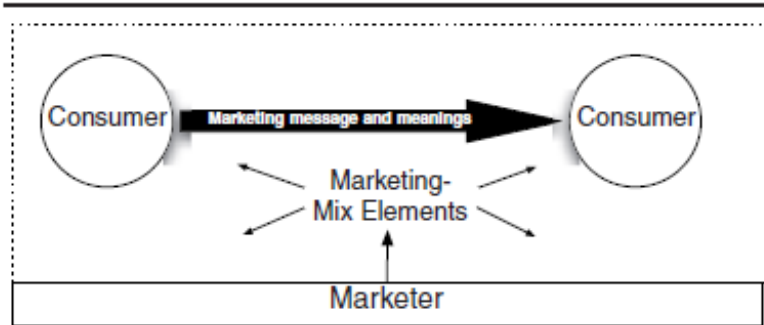 Consumer
Marketing message and meanings
Consumer
Marketing-
Mix Elements
Marketer